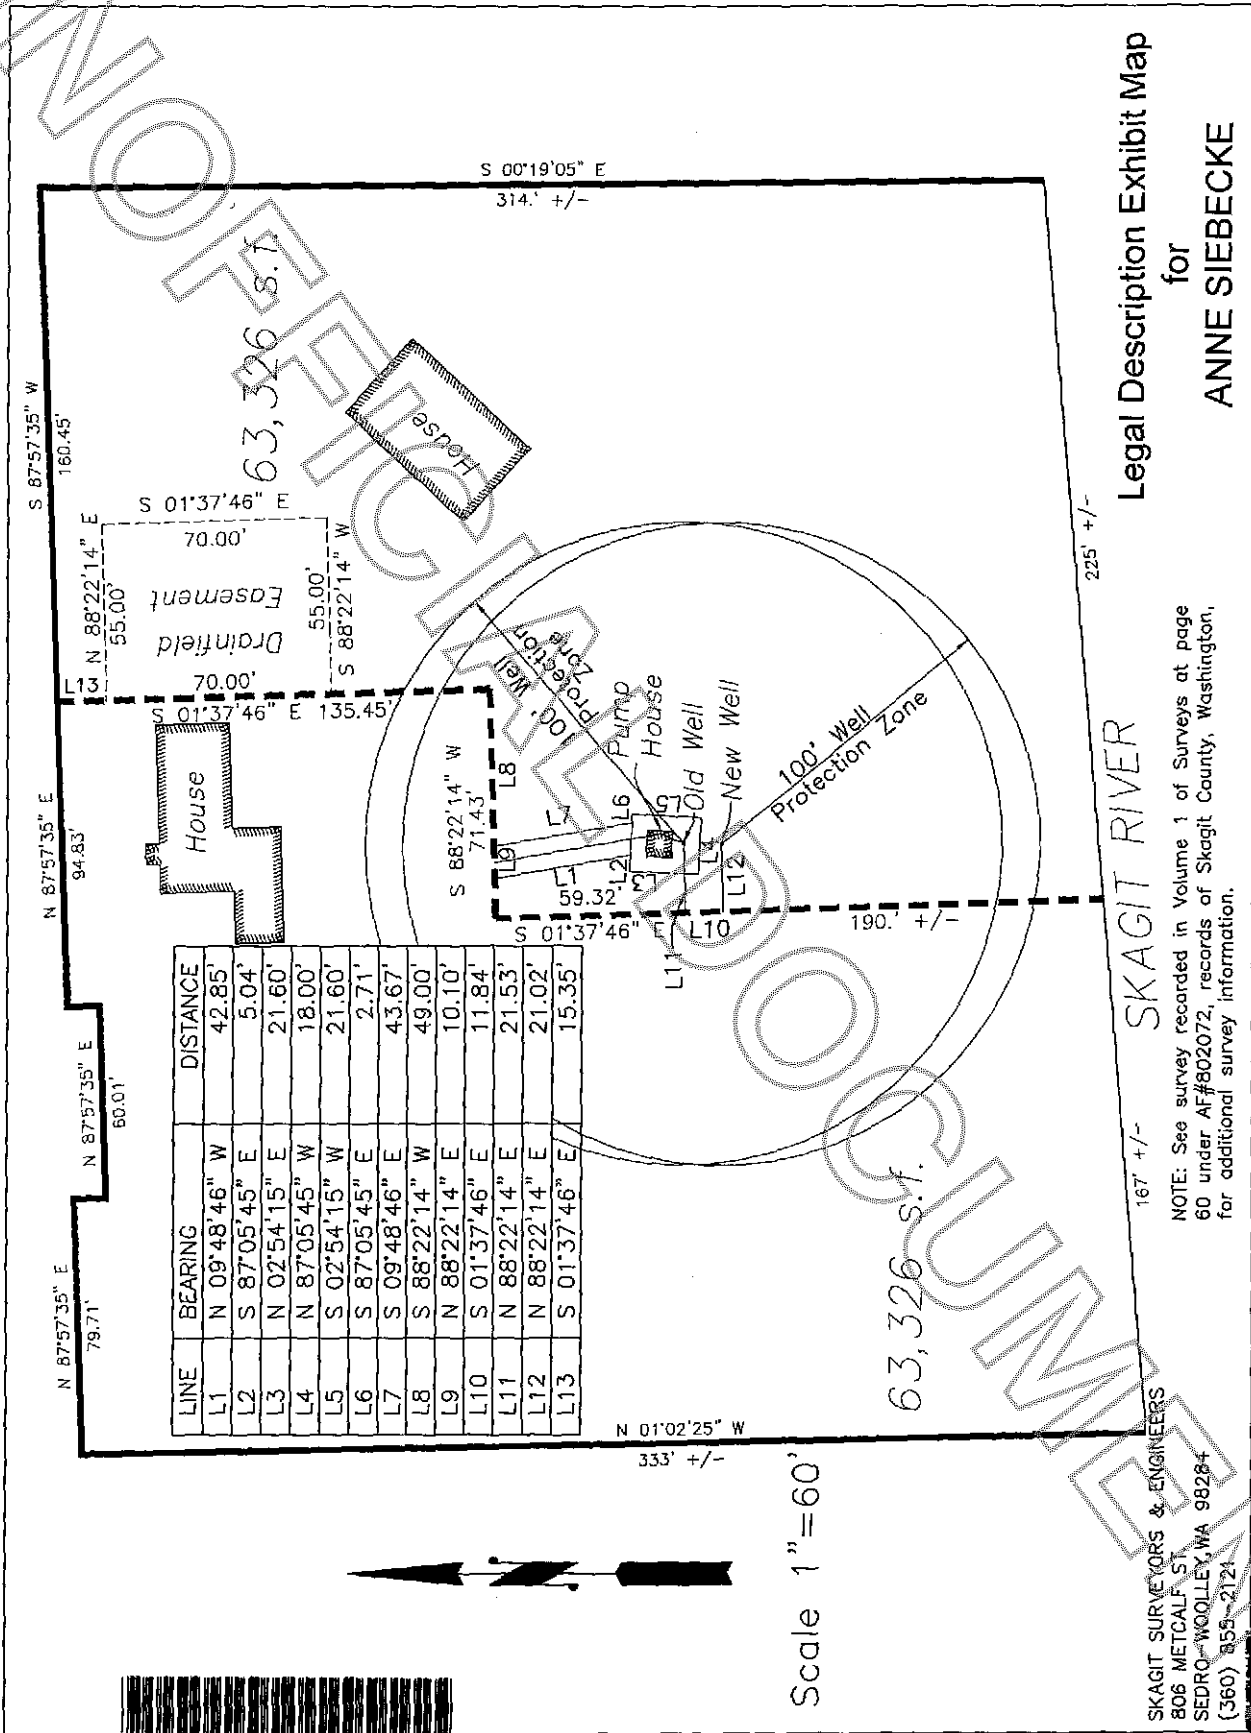 UNOFFICIAL DOCUMENT
N 87°57'35" E
79.71'
N 87°57'35" E
60.01'
N 87°57'35" E
94.83'
S 87°57'35" W
160.45'
S 00°19'05" E
314.' +/-
L13
N 88°22'14" E
55.00'
S 01°37'46" E
70.00'
Drainfield
Easement
70.00'
55.00'
S 88°22'14" W
S 01°37'46" E 135.45'
63,326 s.f.
House
House
LINE BEARING DISTANCE
L1 N 09°48'46" W 42.85'
L2 S 87°05'45" E 5.04'
L3 N 02°54'15" E 21.60'
L4 N 87°05'45" W 18.00'
L5 S 02°54'15" W 21.60'
L6 S 87°05'45" E 2.71'
L7 S 09°48'46" E 43.67'
L8 S 88°22'14" W 49.00'
L9 N 88°22'14" E 10.10'
L10 S 01°37'46" E 11.84'
L11 N 88°22'14" E 21.53'
L12 N 88°22'14" E 21.02'
L13 S 01°37'46" E 15.35'
S 88°22'14" W
71.43'
L8
L9
L7
L1
59.32'
L2
L6
L3
L5
L4
S 01°37'46" E
L10
L11
L12
190.' +/-
100' Well
Protection
Zone
Pump
House
Old Well
New Well
100' Well
Protection Zone
N 01°02'25" W
333' +/-
63,326 s.f.
167' +/-
225' +/-
SKAGIT RIVER
Scale 1"=60'
Legal Description Exhibit Map
for
ANNE SIEBECKE
NOTE: See survey recorded in Volume 1 of Surveys at page
60 under AF#802072, records of Skagit County, Washington,
for additional survey information.
SKAGIT SURVEYORS & ENGINEERS
806 METCALF ST.
SEDRO-WOOLLEY, WA 98284
(360) 855-2121